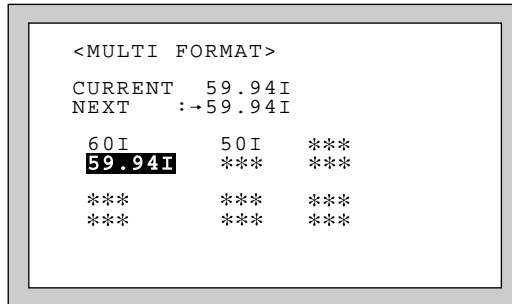 <MULTI FORMAT>
CURRENT 59.94I
NEXT :→59.94I
60I 50I ***
59.94I *** ***
*** *** ***
*** *** ***